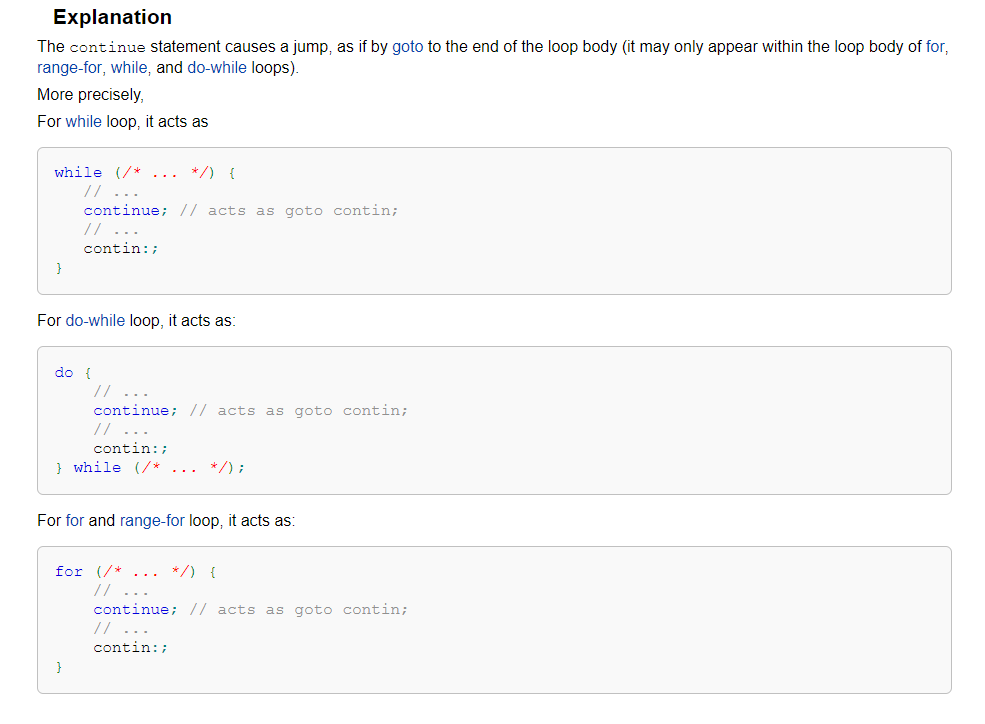 Explanation
The continue statement causes a jump, as if by goto to the end of the loop body (it may only appear within the loop body of for,
range-for, while, and do-while loops).
More precisely,
For while loop, it acts as
while (/* ... */) {
   // ...
   continue; // acts as goto contin;
   // ...
   contin:;
}
For do-while loop, it acts as:
do {
    // ...
    continue; // acts as goto contin;
    // ...
    contin:;
} while (/* ... */);
For for and range-for loop, it acts as:
for (/* ... */) {
    // ...
    continue; // acts as goto contin;
    // ...
    contin:;
}